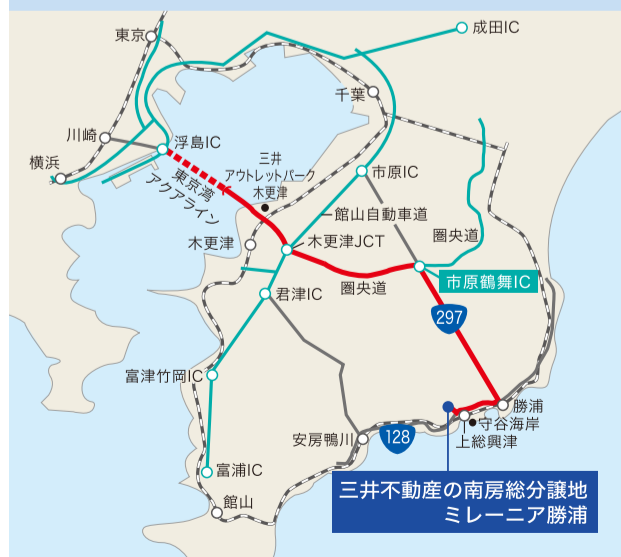 成田IC
東京
千葉
川崎
浮島IC
横浜
三井
アウトレットパーク
木更津
東京湾
アクアライン
市原IC
館山自動車道
圏央道
木更津
木更津JCT
市原鶴舞IC
圏央道
君津IC
297
富津竹岡IC
勝浦
守谷海岸
上総興津
安房鴨川
128
富浦IC
館山
三井不動産の南房総分譲地
ミレーニア勝浦